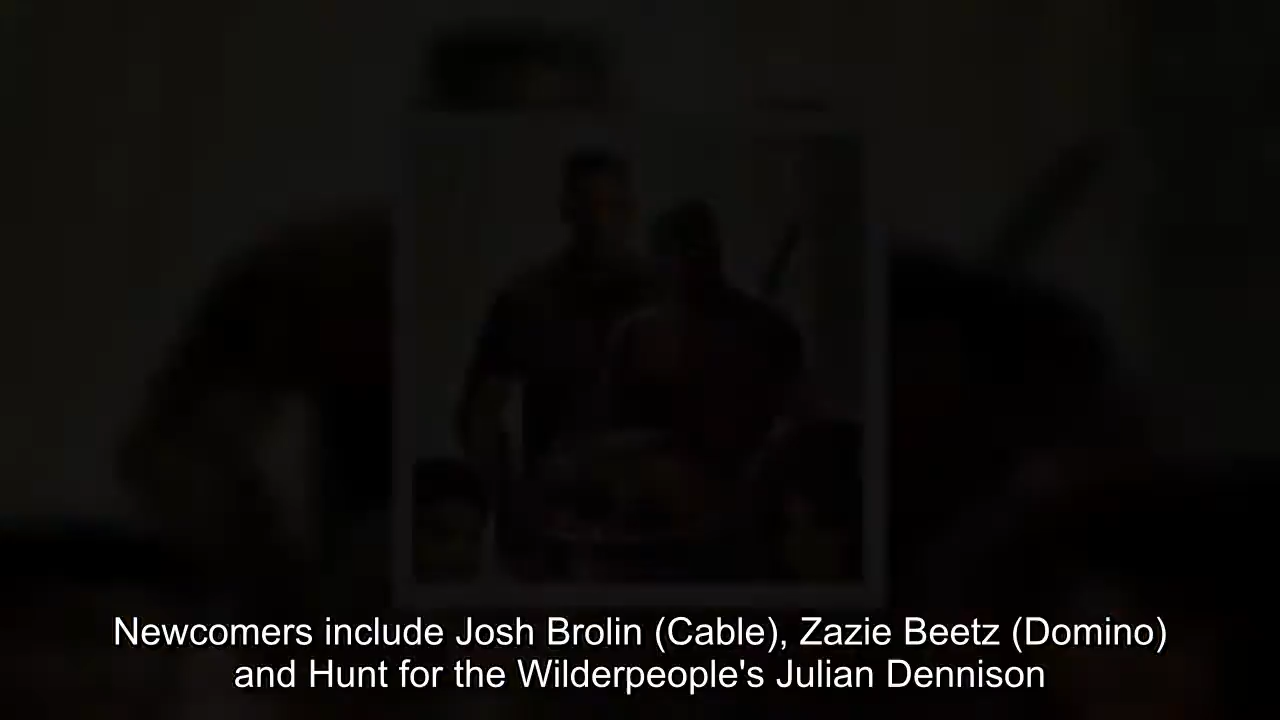 Newcomers include Josh Brolin (Cable), Zazie Beetz (Domino)
and Hunt for the Wilderpeople's Julian Dennison